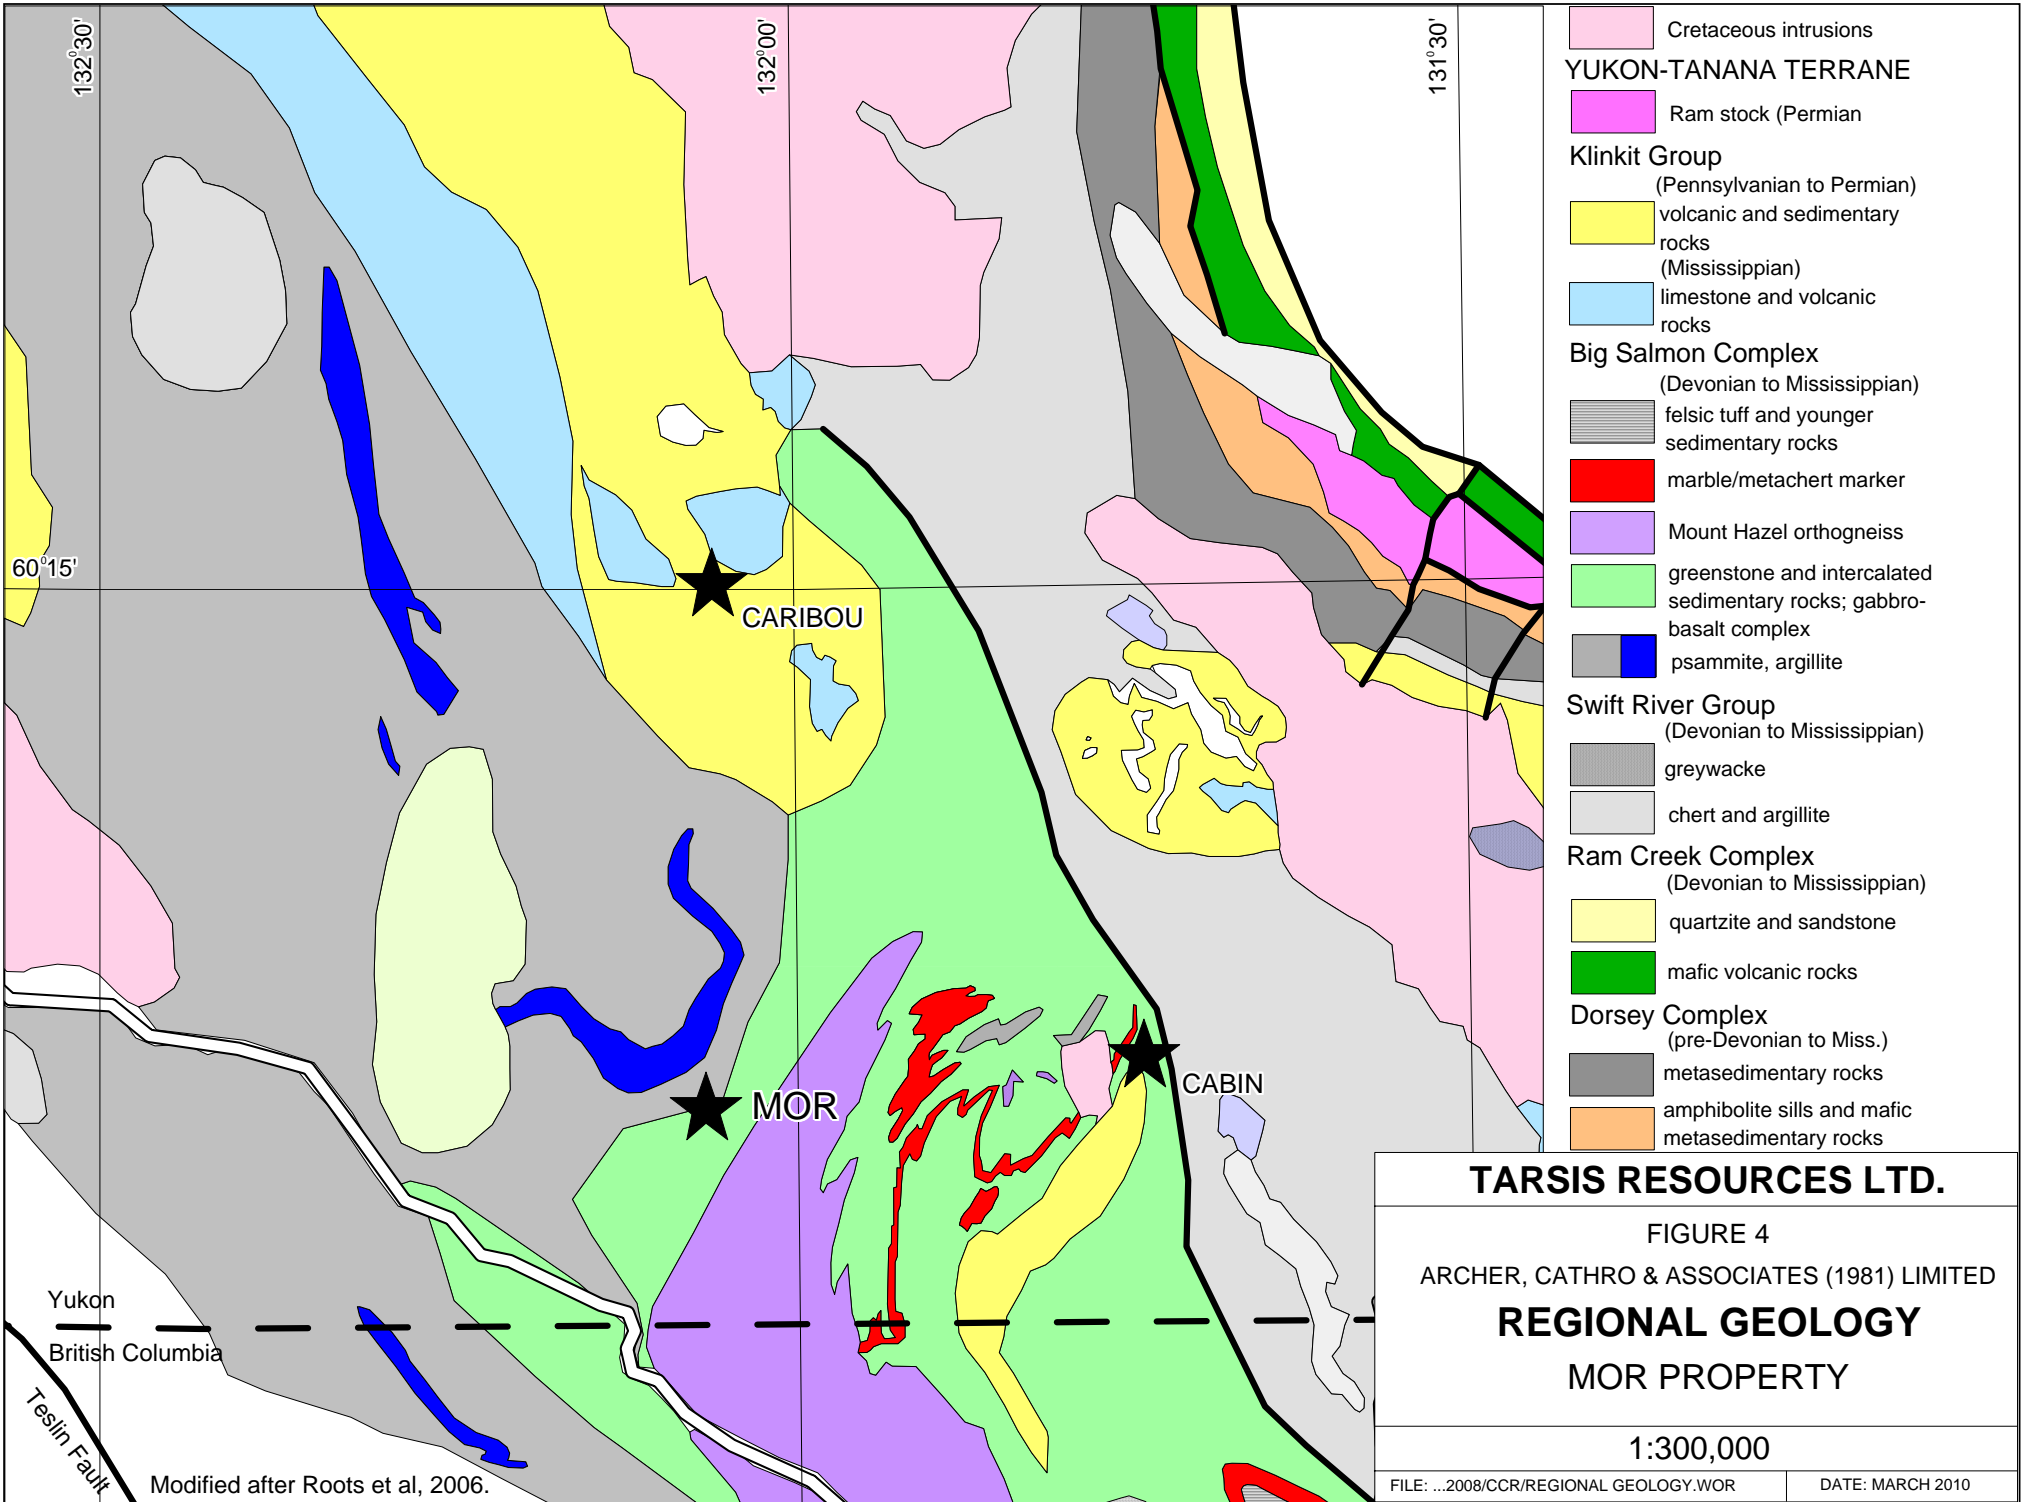 132°30'
132°00'
131°30'
60°15'
CARIBOU
MOR
CABIN
Yukon
British Columbia
Teslin Fault
Modified after Roots et al, 2006.
Cretaceous intrusions
YUKON-TANANA TERRANE
Ram stock (Permian
Klinkit Group
(Pennsylvanian to Permian)
volcanic and sedimentary
rocks
(Mississippian)
limestone and volcanic
rocks
Big Salmon Complex
(Devonian to Mississippian)
felsic tuff and younger
sedimentary rocks
marble/metachert marker
Mount Hazel orthogneiss
greenstone and intercalated
sedimentary rocks; gabbro-
basalt complex
psammite, argillite
Swift River Group
(Devonian to Mississippian)
greywacke
chert and argillite
Ram Creek Complex
(Devonian to Mississippian)
quartzite and sandstone
mafic volcanic rocks
Dorsey Complex
(pre-Devonian to Miss.)
metasedimentary rocks
amphibolite sills and mafic
metasedimentary rocks
TARSIS RESOURCES LTD.
FIGURE 4
ARCHER, CATHRO & ASSOCIATES (1981) LIMITED
REGIONAL GEOLOGY
MOR PROPERTY
1:300,000
FILE: ...2008/CCR/REGIONAL GEOLOGY.WOR
DATE: MARCH 2010